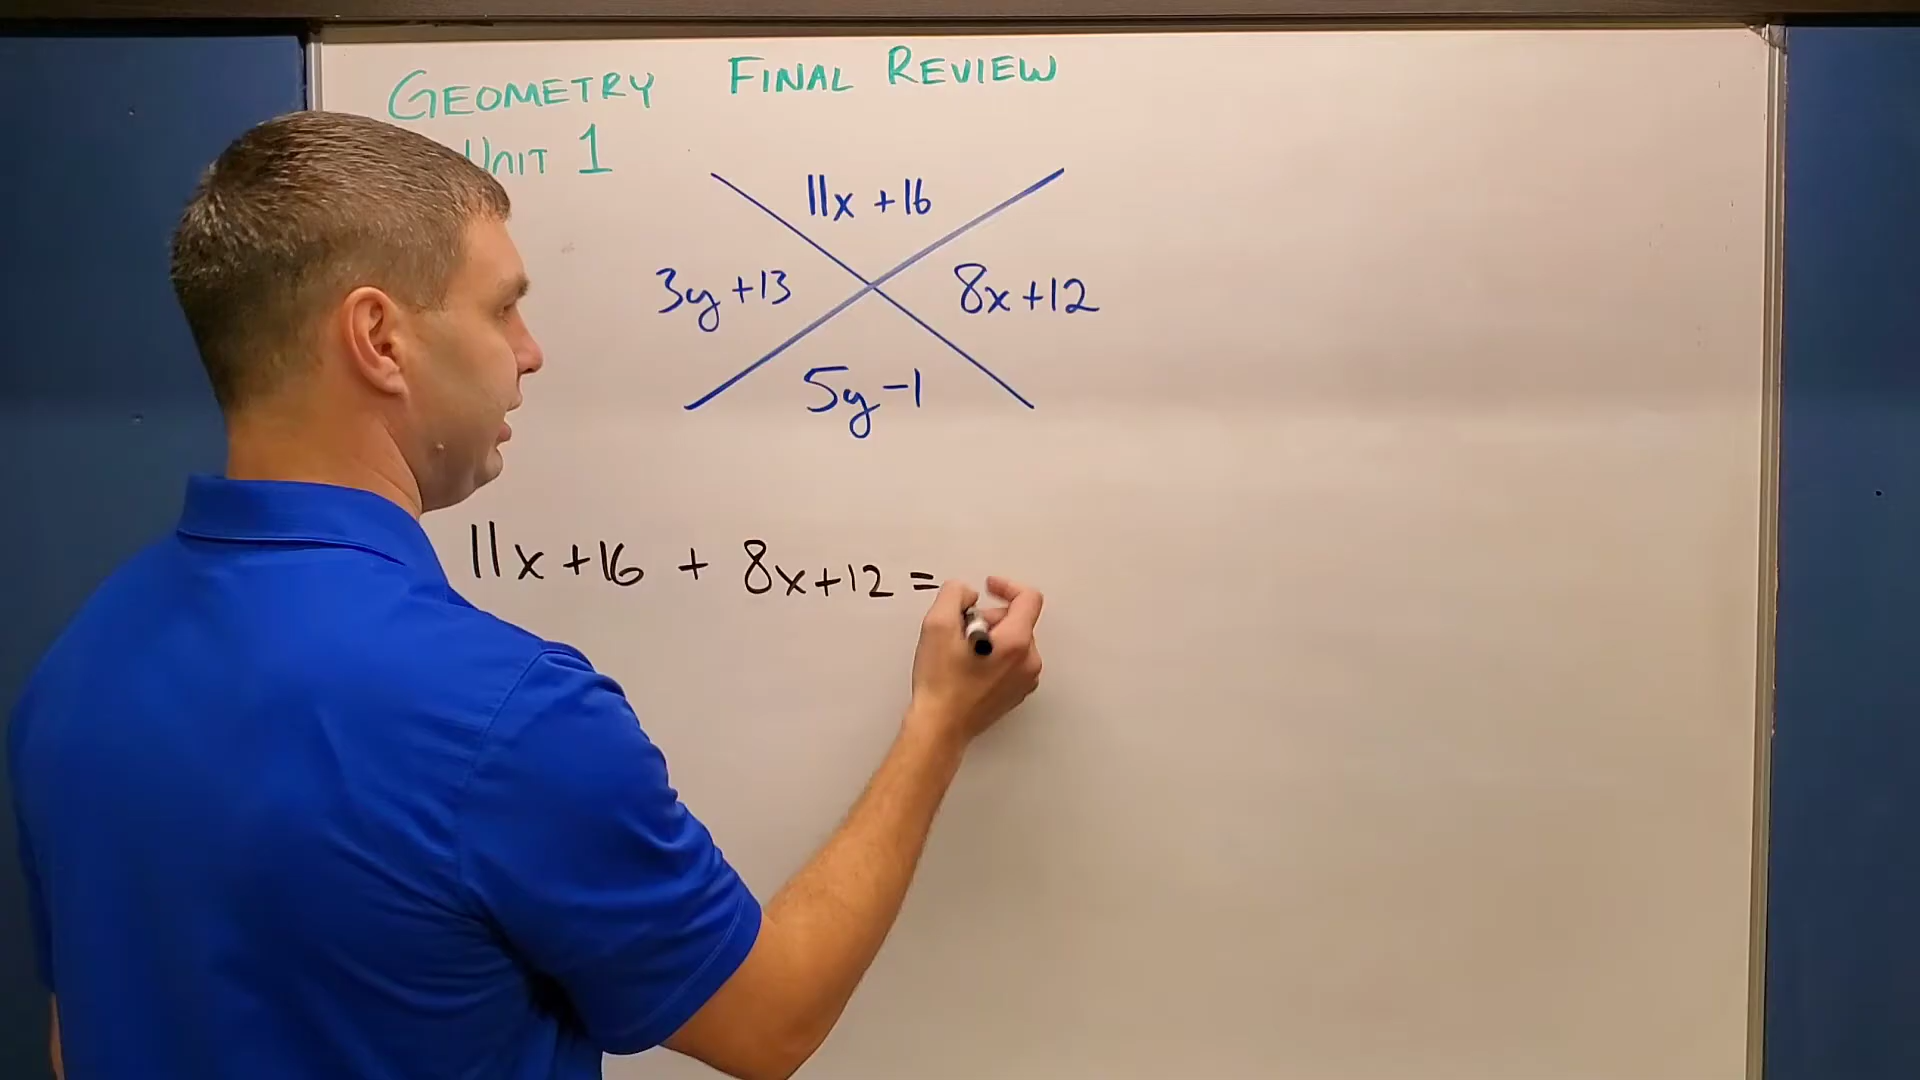 GEOMETRY FINAL REVIEW
UNIT 1
11x +16
3y +13
8x +12
5y -1
11x +16 + 8x +12 =